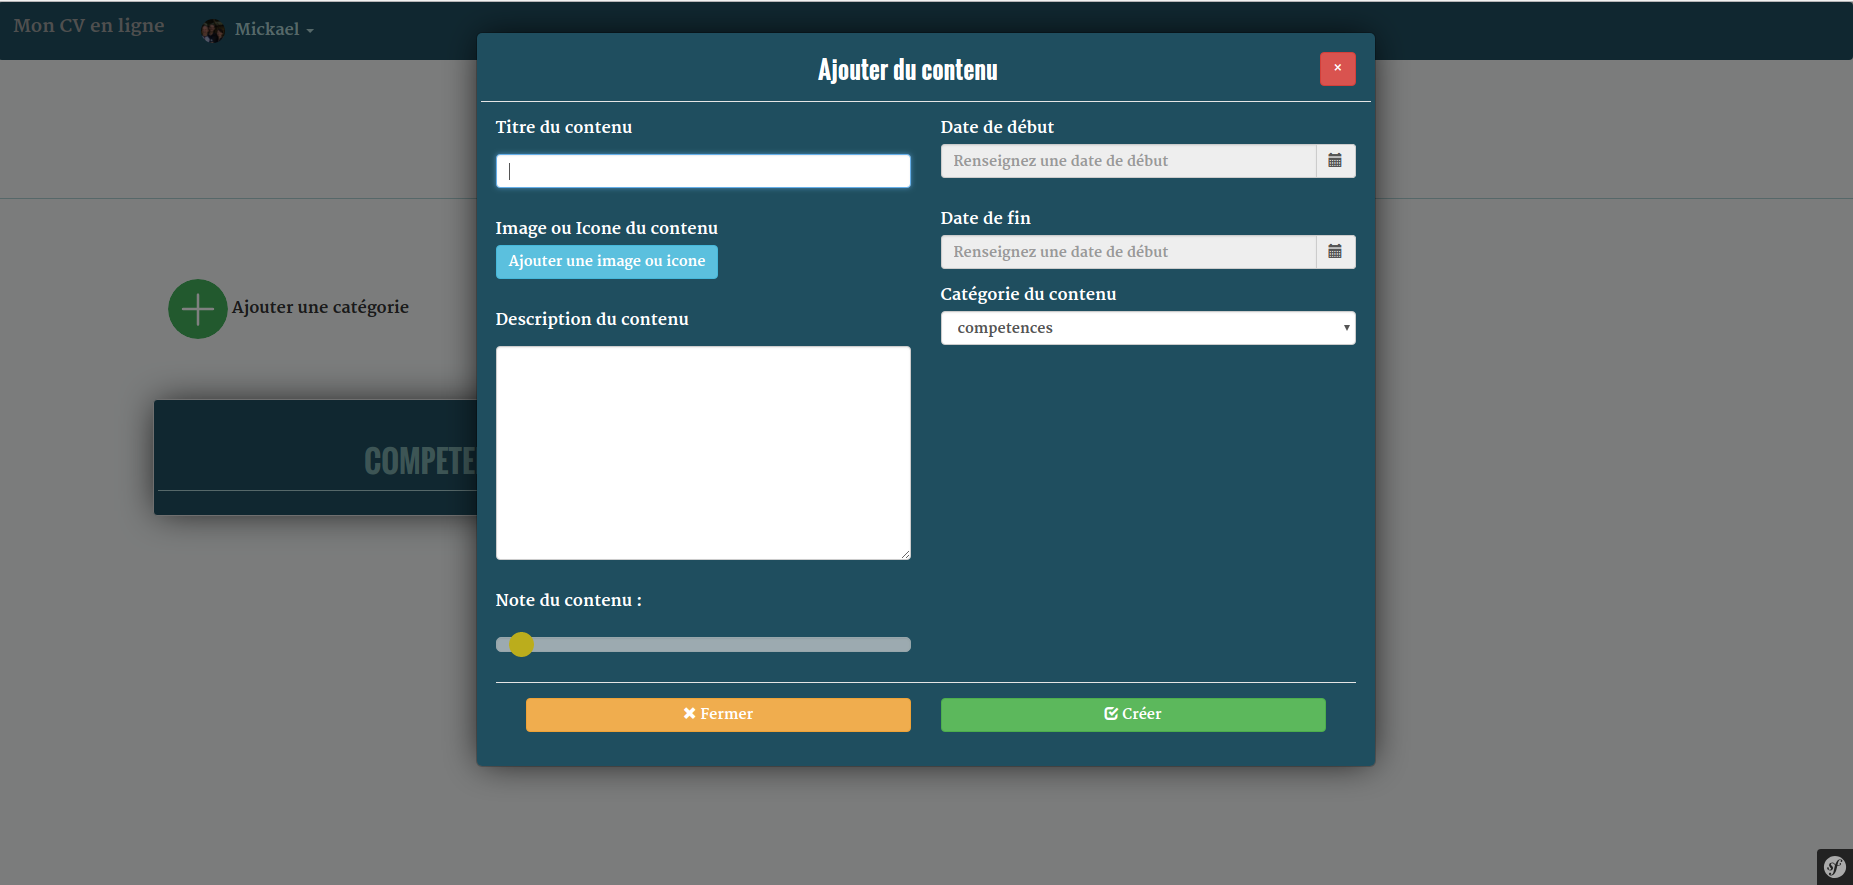 Mon CV en ligne
Mickael
Ajouter du contenu
×
Titre du contenu
Date de début
Renseignez une date de début
Image ou Icone du contenu
Ajouter une image ou icone
Date de fin
Renseignez une date de début
Catégorie du contenu
competences
Description du contenu
Ajouter une catégorie
COMPETE
Note du contenu :
Fermer
Créer
sf